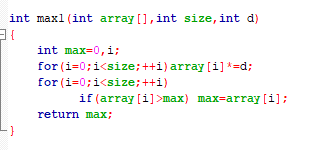 int max1(int array[],int size,int d)
{
    int max=0,i;
    for(i=0;i<size;++i)array[i]*=d;
    for(i=0;i<size;++i)
          if(array[i]>max) max=array[i];
    return max;
}